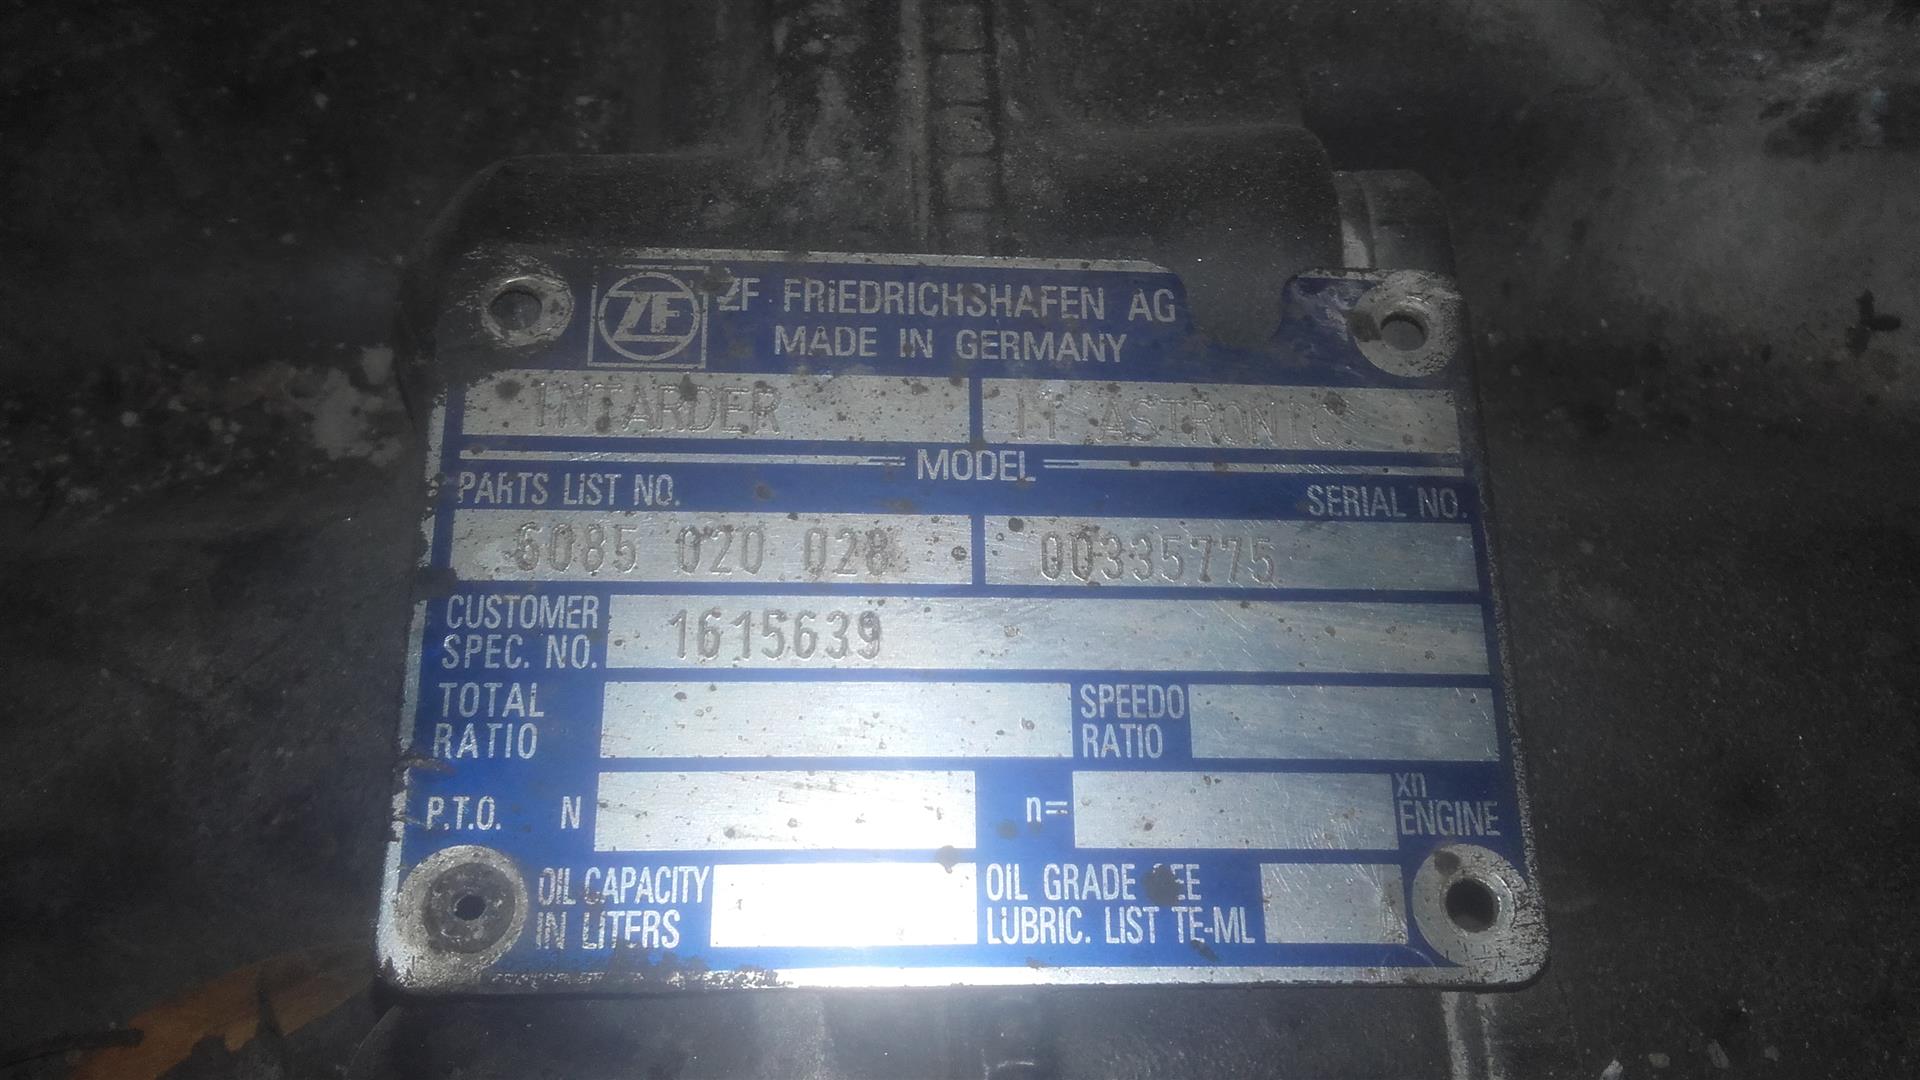 ZF ZF FRIEDRICHSHAFEN AG
MADE IN GERMANY
INTARDER IT ASTRONIC
MODEL
PARTS LIST NO. SERIAL NO.
6085 020 028 00335775
CUSTOMER SPEC. NO. 1615639
TOTAL RATIO SPEEDO RATIO
P.T.O. N n= xn ENGINE
OIL CAPACITY IN LITERS OIL GRADE SEE LUBRIC. LIST TE-ML